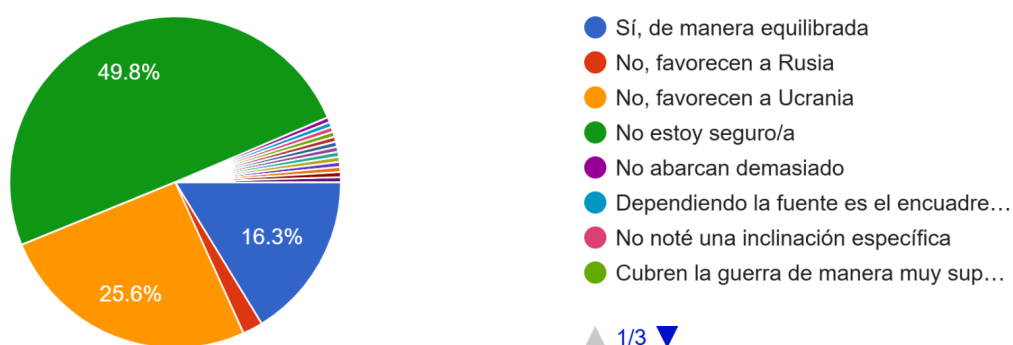 49.8%
16.3%
25.6%
Sí, de manera equilibrada
No, favorecen a Rusia
No, favorecen a Ucrania
No estoy seguro/a
No abarcan demasiado
Dependiendo la fuente es el encuadre…
No noté una inclinación específica
Cubren la guerra de manera muy sup…
1/3